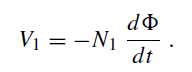 V₁ = −N₁ dΦ/dt .